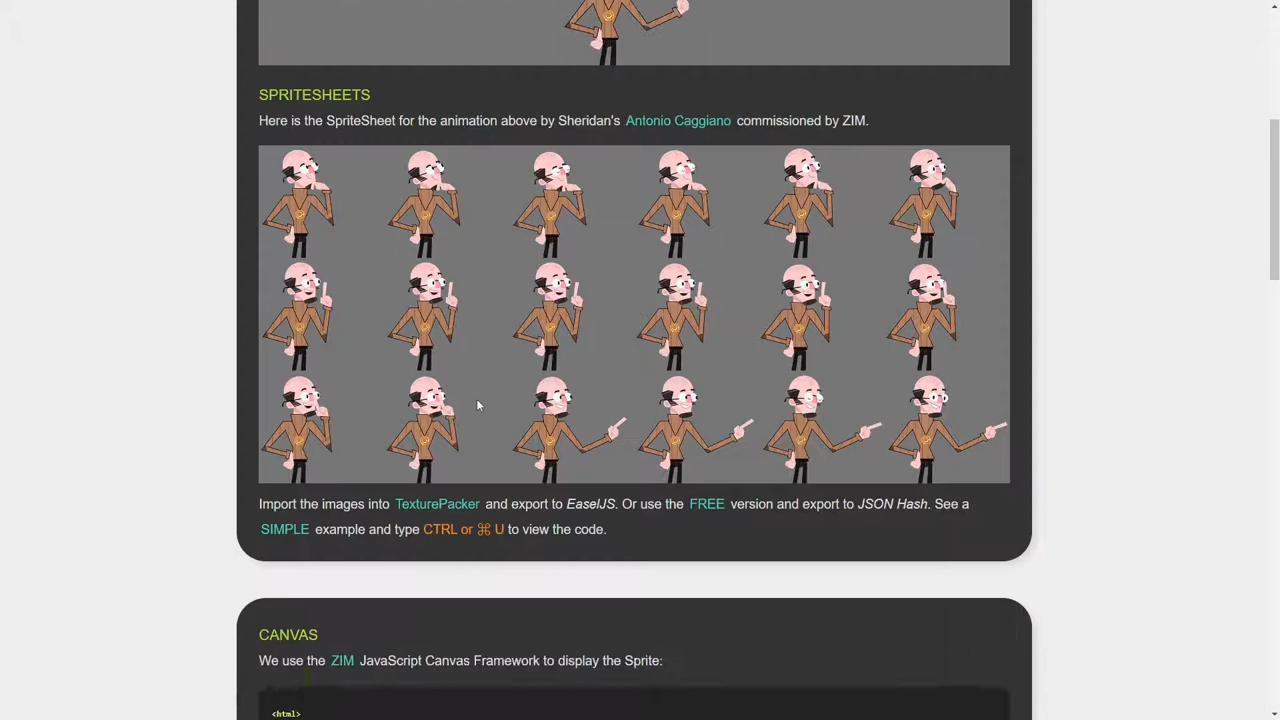 SPRITESHEETS
Here is the SpriteSheet for the animation above by Sheridan's Antonio Caggiano commissioned by ZIM.
Import the images into TexturePacker and export to EaselJS. Or use the FREE version and export to JSON Hash. See a
SIMPLE example and type CTRL or ⌘ U to view the code.
CANVAS
We use the ZIM JavaScript Canvas Framework to display the Sprite:
<html>